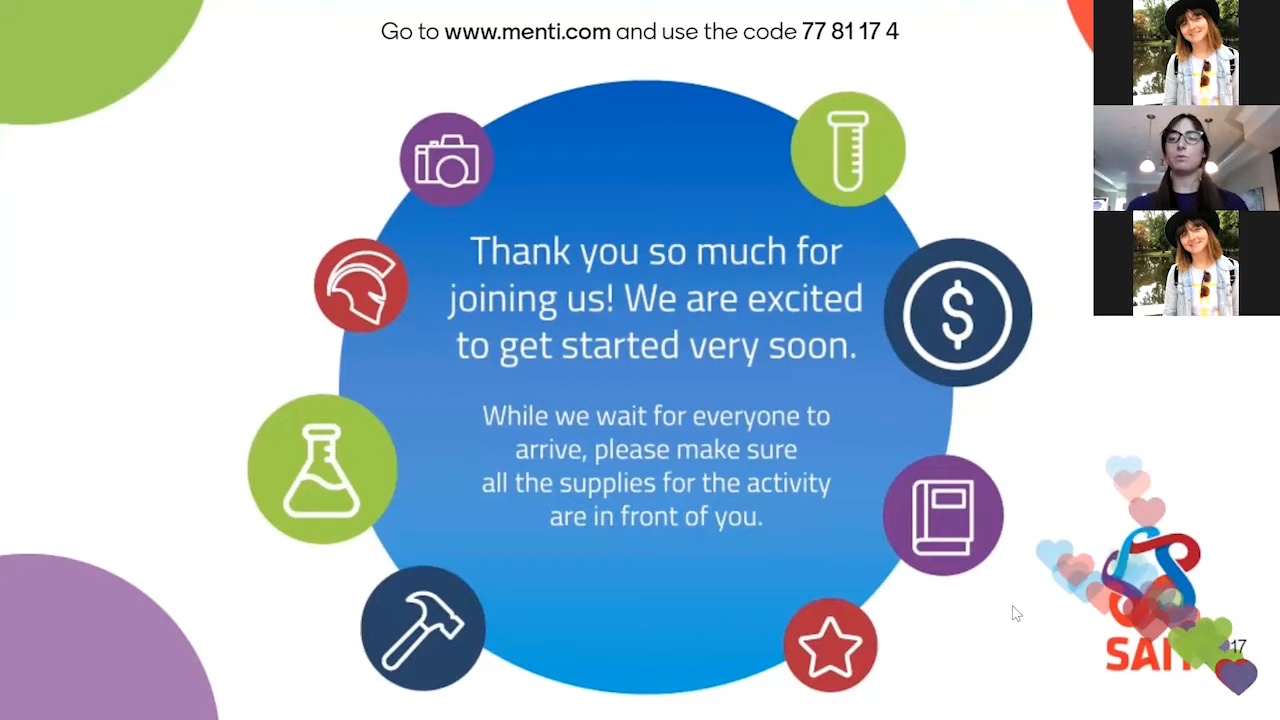 Go to www.menti.com and use the code 77 81 17 4
Thank you so much for
joining us! We are excited
to get started very soon.
While we wait for everyone to
arrive, please make sure
all the supplies for the activity
are in front of you.
17